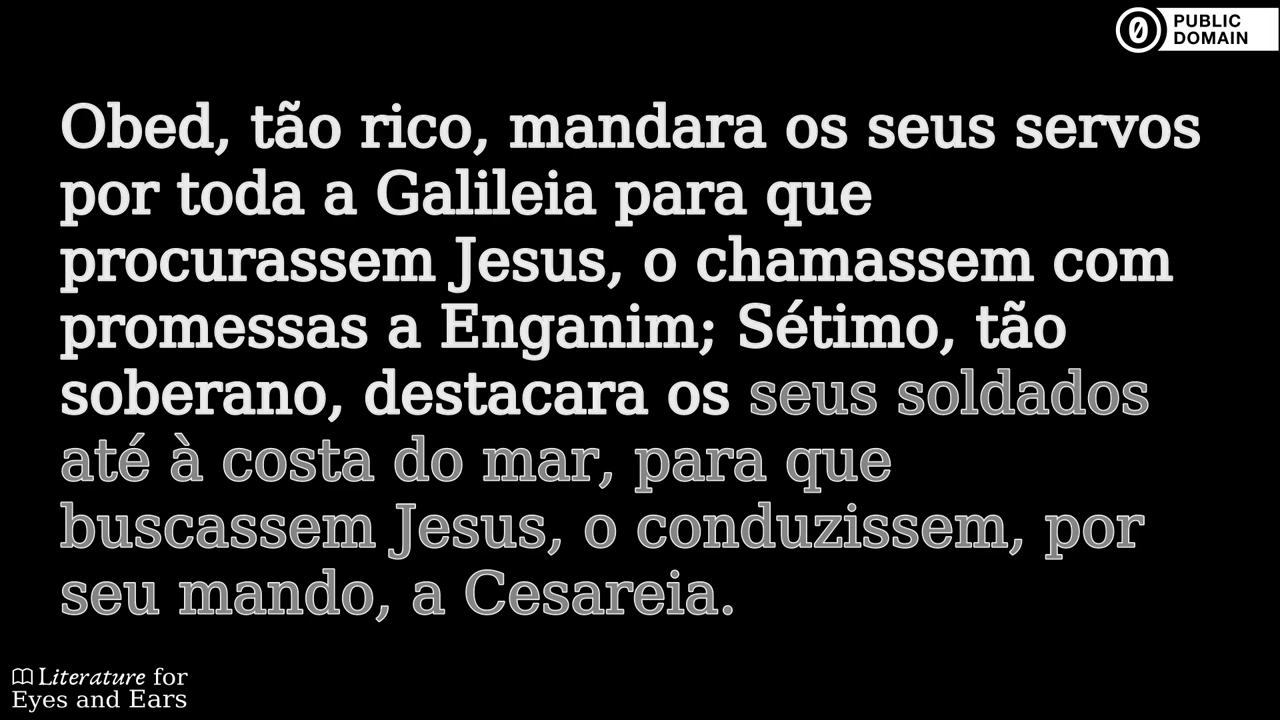 PUBLIC
DOMAIN
Obed, tão rico, mandara os seus servos
por toda a Galileia para que
procurassem Jesus, o chamassem com
promessas a Enganim; Sétimo, tão
soberano, destacara os seus soldados
até à costa do mar, para que
buscassem Jesus, o conduzissem, por
seu mando, a Cesareia.
Literature for
Eyes and Ears